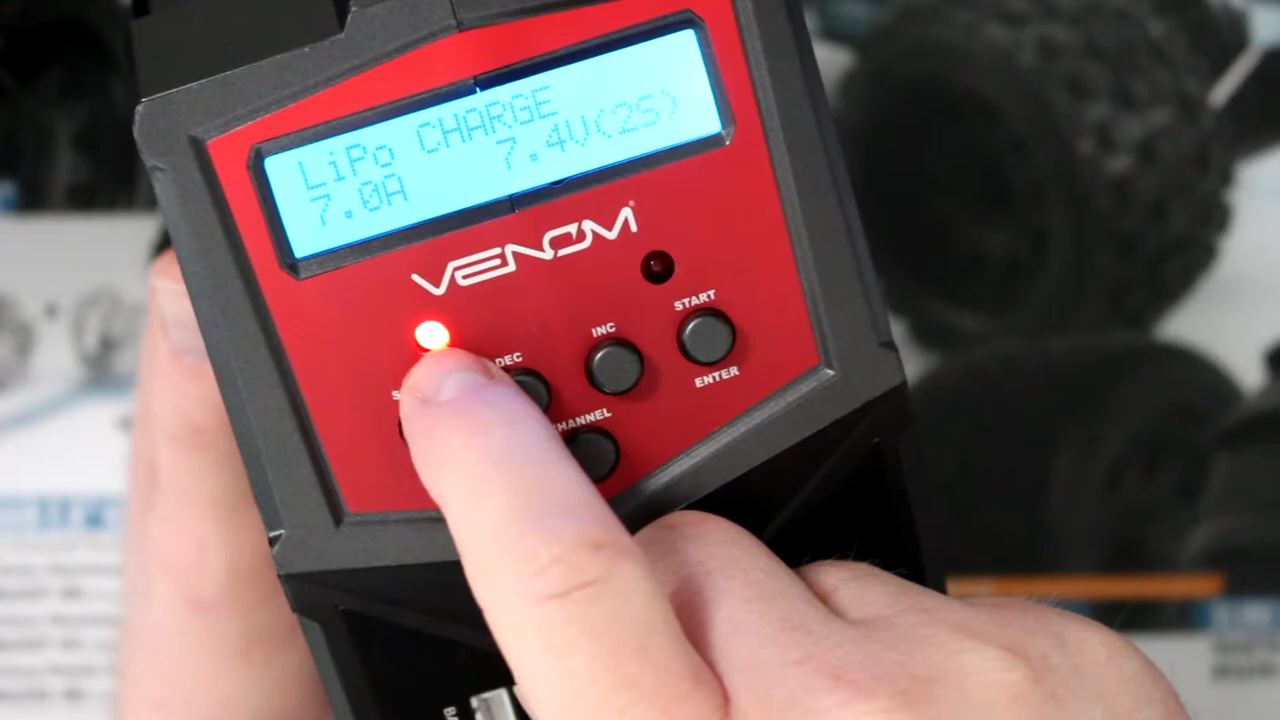 LiPo CHARGE
7.0A 7.4V(2S)
VENOM®
DEC
INC
START
ENTER
CHANNEL